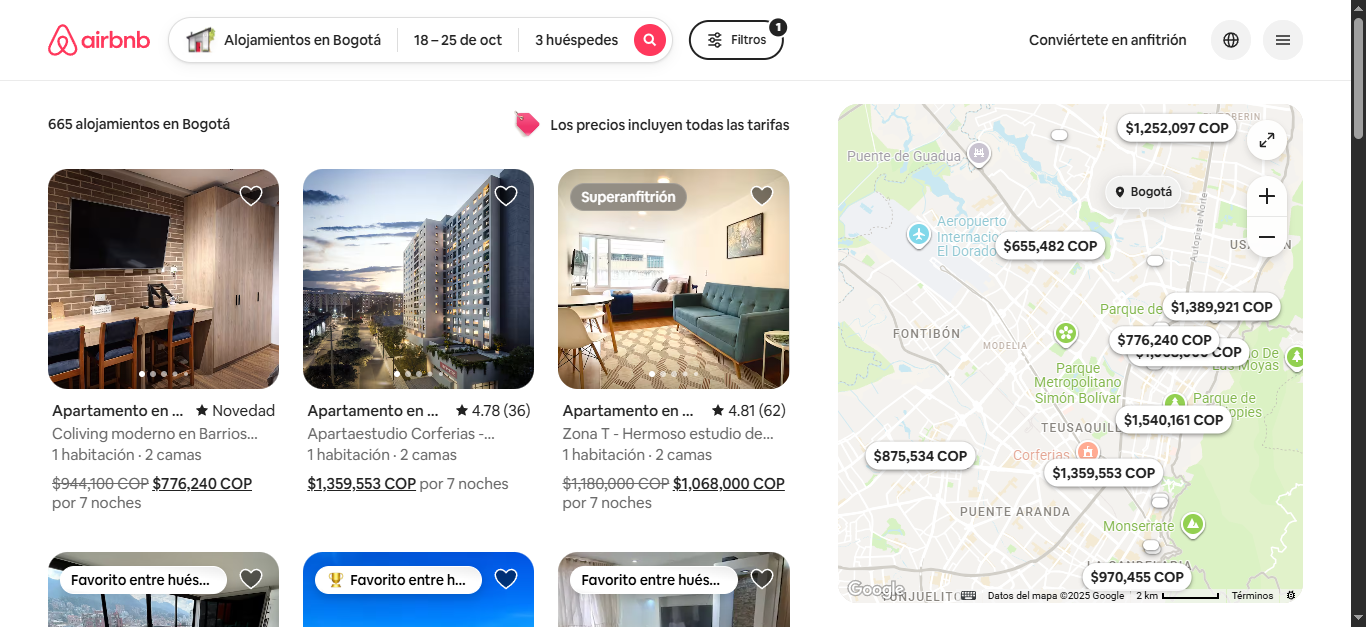 airbnb
Alojamientos en Bogotá
18 – 25 de oct
3 huéspedes
Filtros
1
Conviértete en anfitrión
665 alojamientos en Bogotá
Los precios incluyen todas las tarifas
Apartamento en ...
Novedad
Coliving moderno en Barrios...
1 habitación · 2 camas
$944,100 COP $776,240 COP
por 7 noches
Apartamento en ...
4.78 (36)
Apartaestudio Corferias -...
1 habitación · 2 camas
$1,359,553 COP por 7 noches
Superanfitrión
Apartamento en ...
4.81 (62)
Zona T - Hermoso estudio de...
1 habitación · 2 camas
$1,180,000 COP $1,068,000 COP
por 7 noches
Favorito entre hués...
Favorito entre h...
Favorito entre hués...
$1,252,097 COP
Puente de Guadua
Bogotá
Autopista Norte
Aeropuerto
Internacio
El Dorado
$655,482 COP
Parque de
$1,389,921 COP
FONTIBÓN
MODELIA
$776,240 COP
COP
o De
Las Moyas
Parque
Metropolitano
Simón Bolívar
Parque de
$1,540,161 COP
TEUSAQUIL
Corferias
$875,534 COP
$1,359,553 COP
PUENTE ARANDA
Monserrate
LA CANDELARIA
$970,455 COP
Google
Datos del mapa ©2025 Google
2 km
Términos